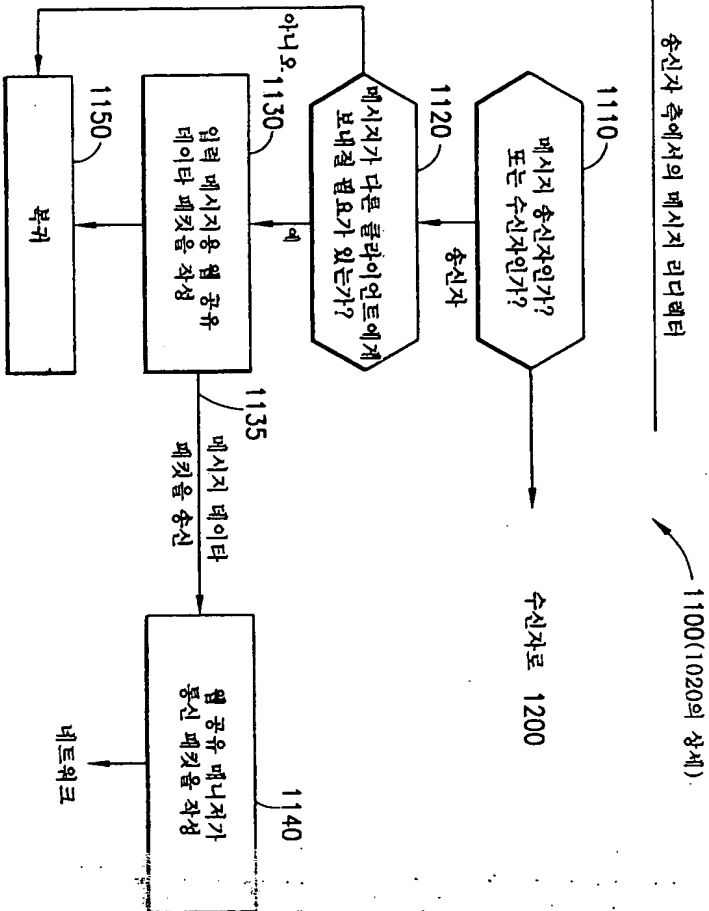 송신자 측에서의 메시지 리디렉터
1100(1020의 상세)
1110
메시지 송신자인가?
또는 수신자인가?
수신자로 1200
송신자
1120
메시지가 다른 클라이언트에게
보내질 필요가 있는가?
아니오
예
1130
입력 메시지용 웹 공유
데이타 패킷을 작성
1135
메시지 데이타
패킷을 송신
1140
웹 공유 매니저가
통신 패킷을 작성
네트워크
1150
복귀